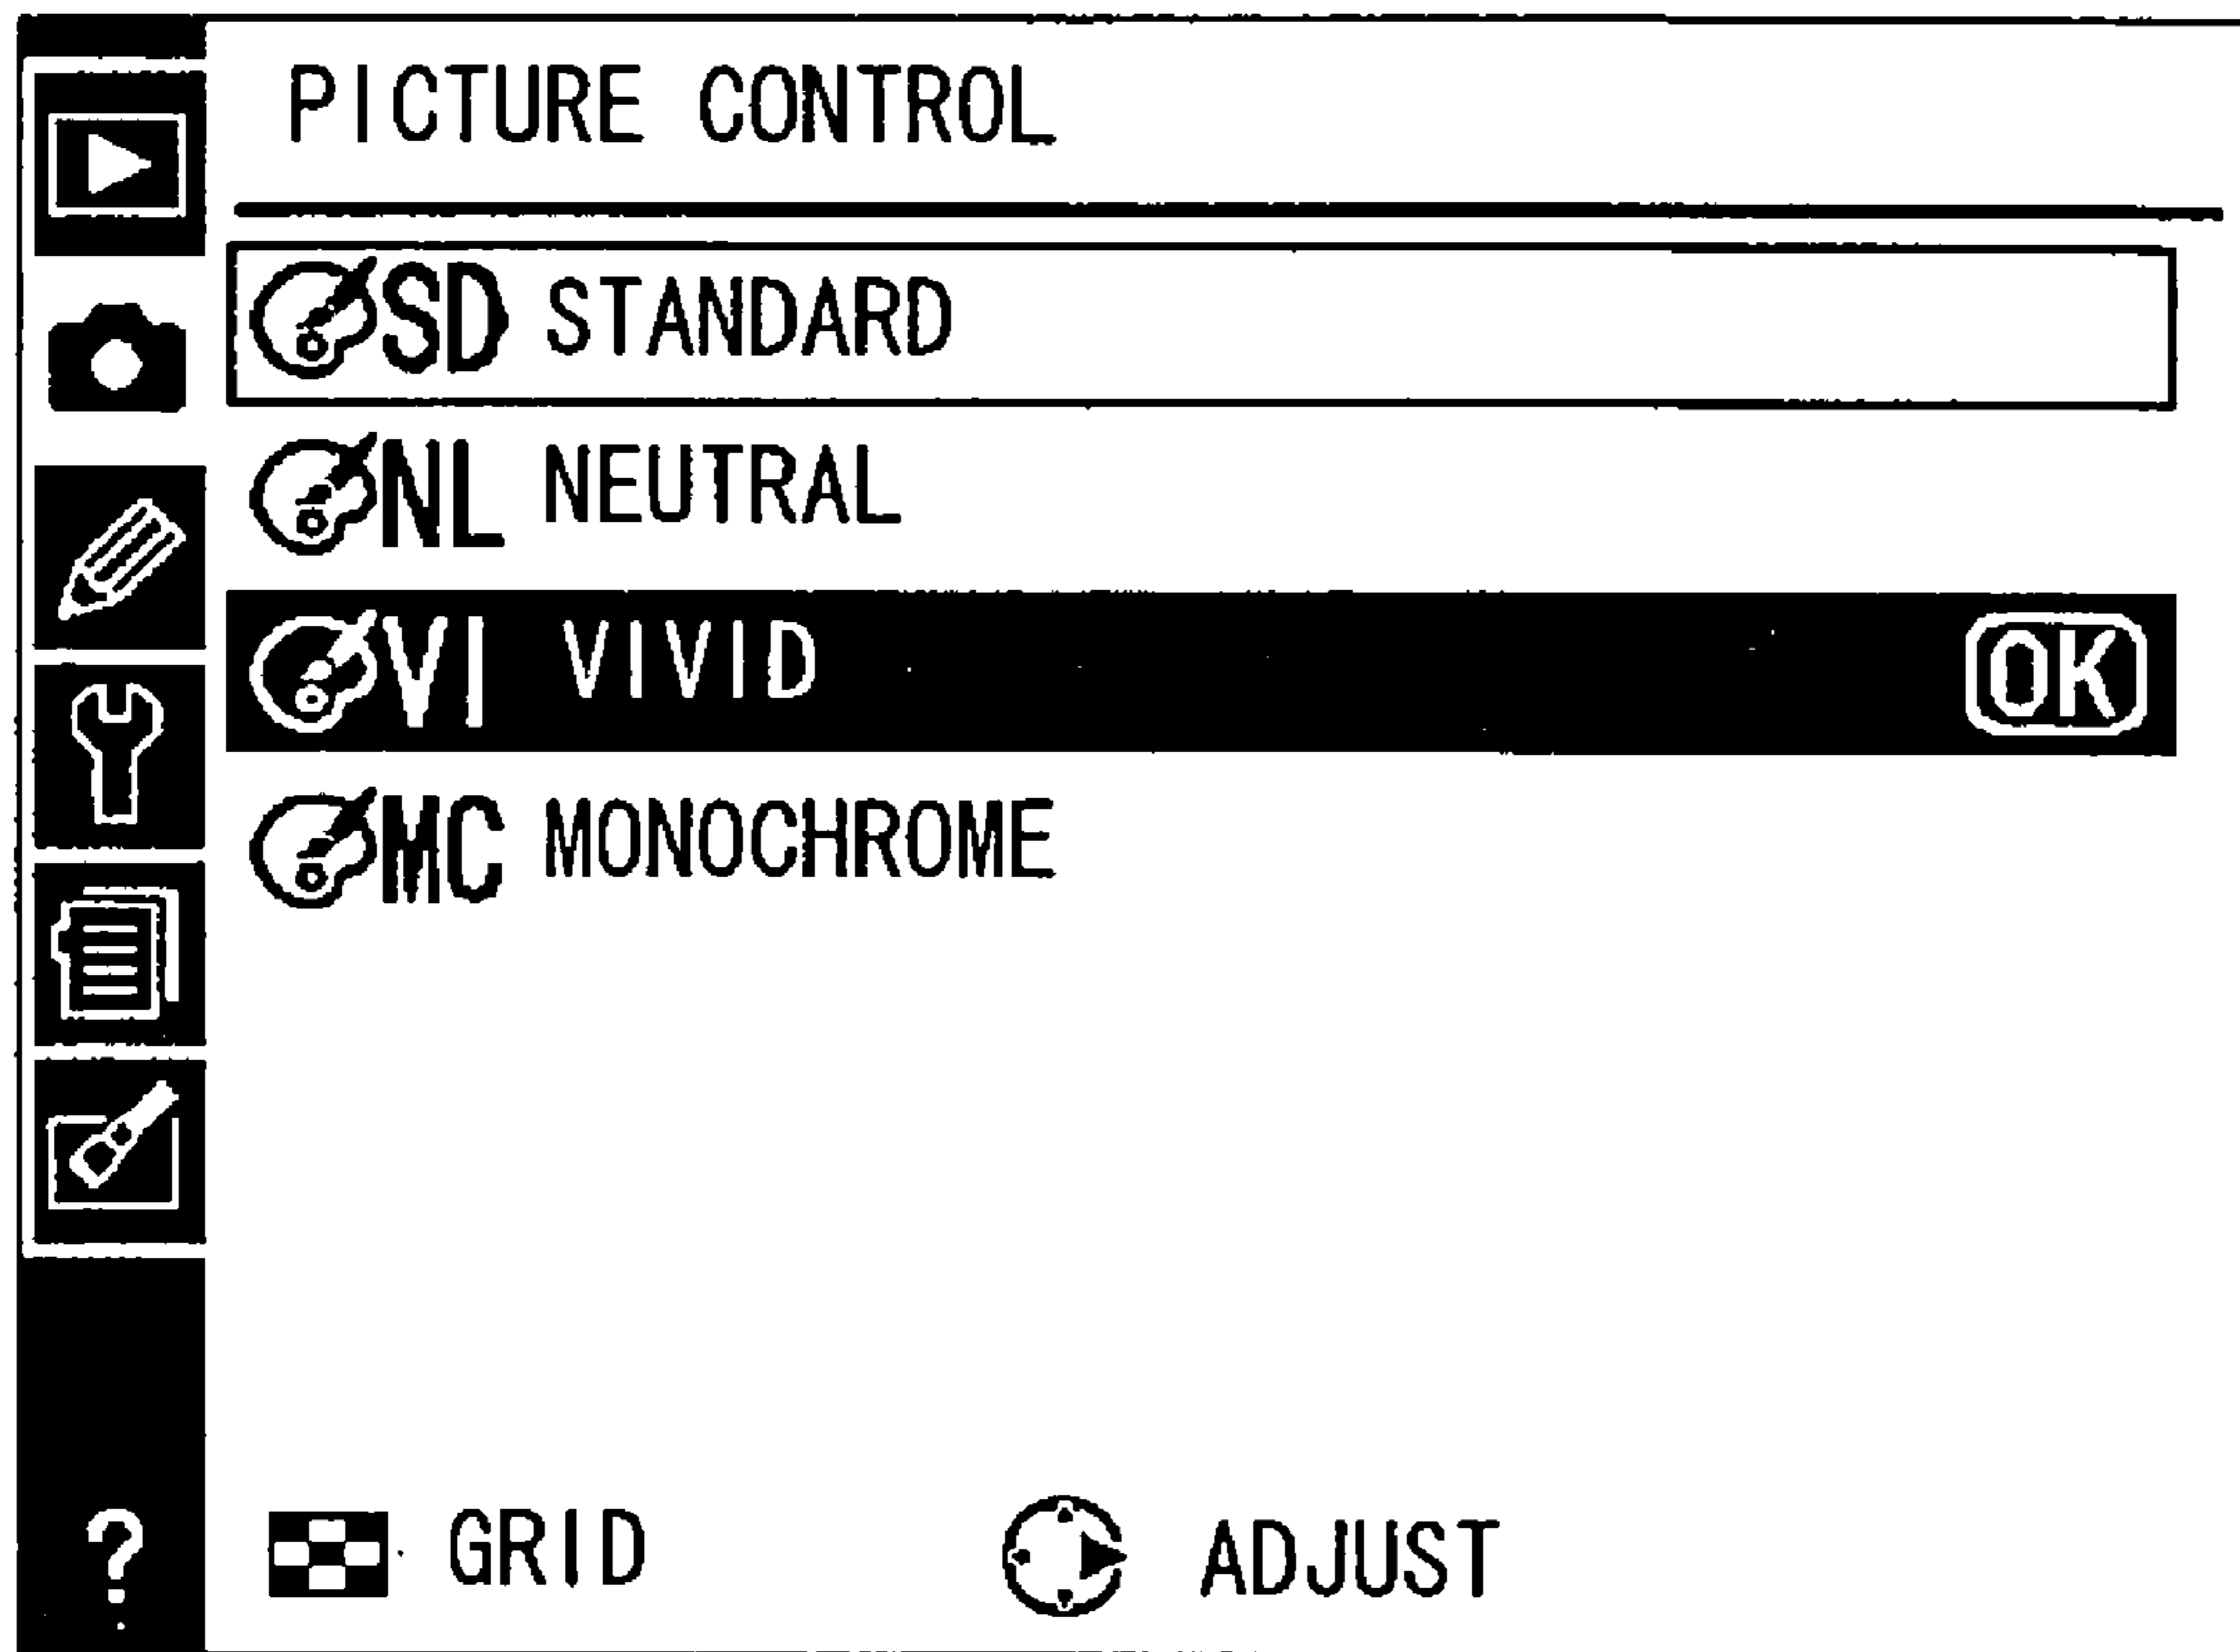 PICTURE CONTROL
SD STANDARD
NL NEUTRAL
VI VIVID OK
MC MONOCHROME
? GRID ADJUST